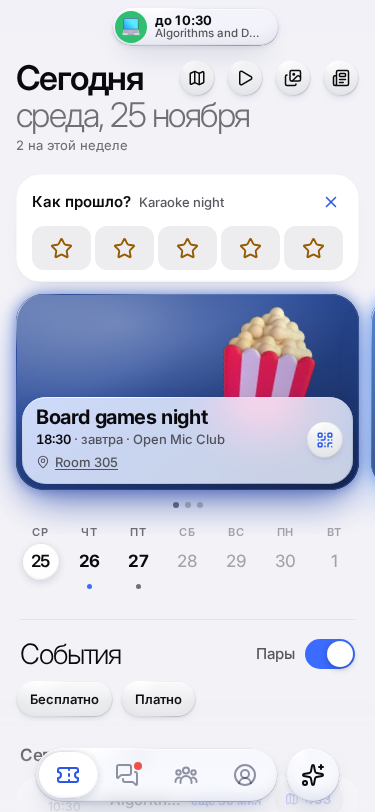 до 10:30
Algorithms and D...
Сегодня
среда, 25 ноября
2 на этой неделе
Как прошло? Karaoke night
Board games night
18:30 · завтра · Open Mic Club
Room 305
СР ЧТ ПТ СБ ВС ПН ВТ
25 26 27 28 29 30 1
События
Пары
Бесплатно Платно
10:30